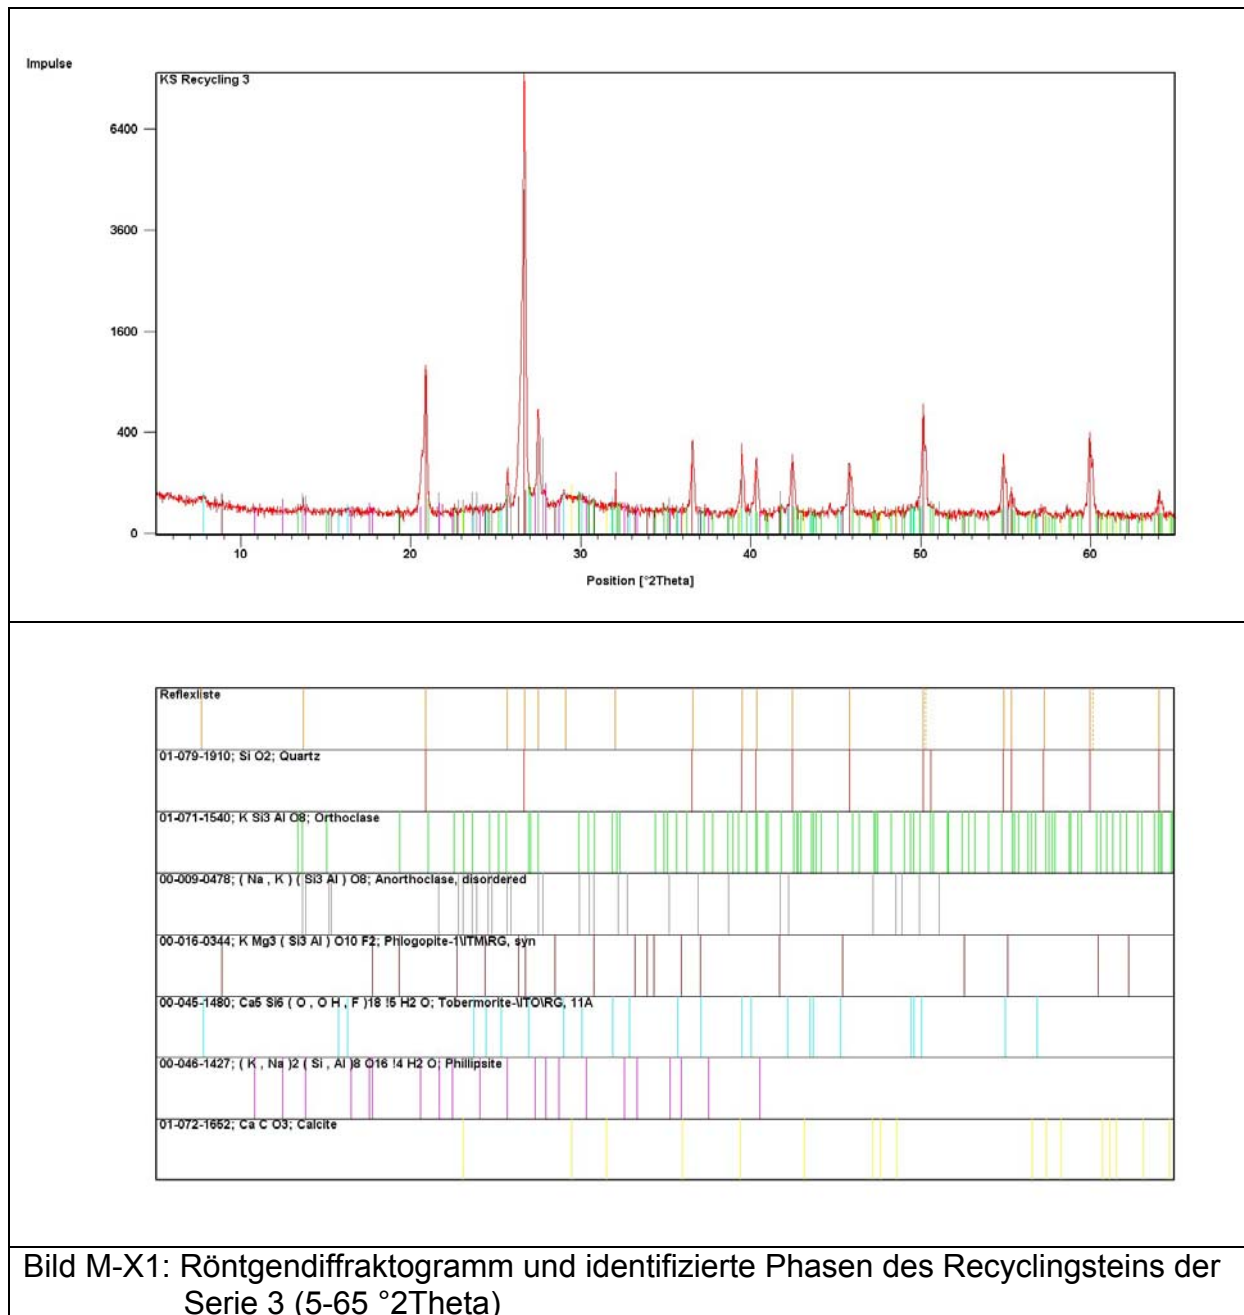 Impulse
KS Recycling 3
6400
3600
1600
400
0
10 20 30 40 50 60
Position [°2Theta]
Reflexliste
01-079-1910; Si O2; Quartz
01-071-1540; K Si3 Al O8; Orthoclase
00-009-0478; ( Na , K ) ( Si3 Al ) O8; Anorthoclase, disordered
00-016-0344; K Mg3 ( Si3 Al ) O10 F2; Phlogopite-1\ITM\RG, syn
00-045-1480; Ca5 Si6 ( O , O H , F )18 !5 H2 O; Tobermorite-\ITO\RG, 11A
00-046-1427; ( K , Na )2 ( Si , Al )8 O16 !4 H2 O; Phillipsite
01-072-1652; Ca C O3; Calcite
Bild M-X1: Röntgendiffraktogramm und identifizierte Phasen des Recyclingsteins der
Serie 3 (5-65 °2Theta)